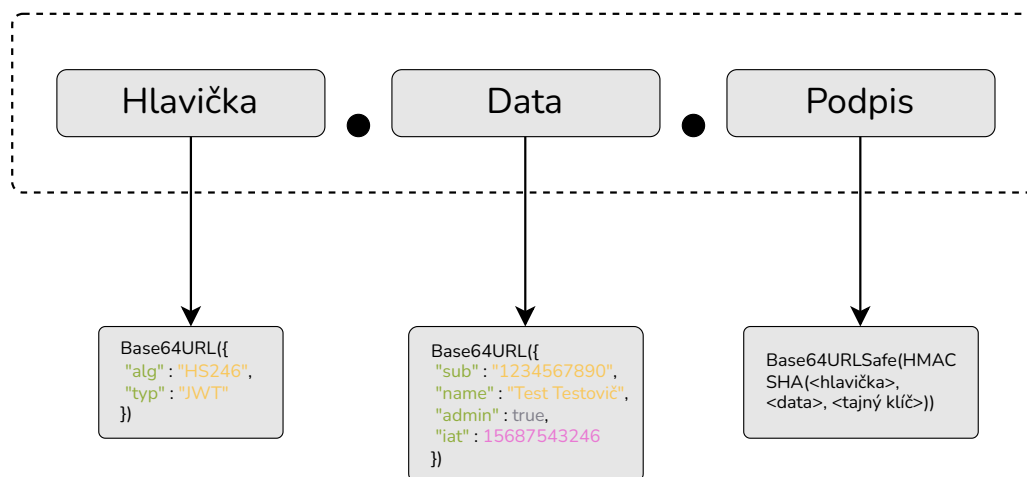 Hlavička
Data
Podpis
Base64URL({
"alg" : "HS246",
"typ" : "JWT"
})
Base64URL({
"sub" : "1234567890",
"name" : "Test Testovič",
"admin" : true,
"iat" : 15687543246
})
Base64URLSafe(HMAC
SHA(<hlavička>,
<data>, <tajný klíč>))